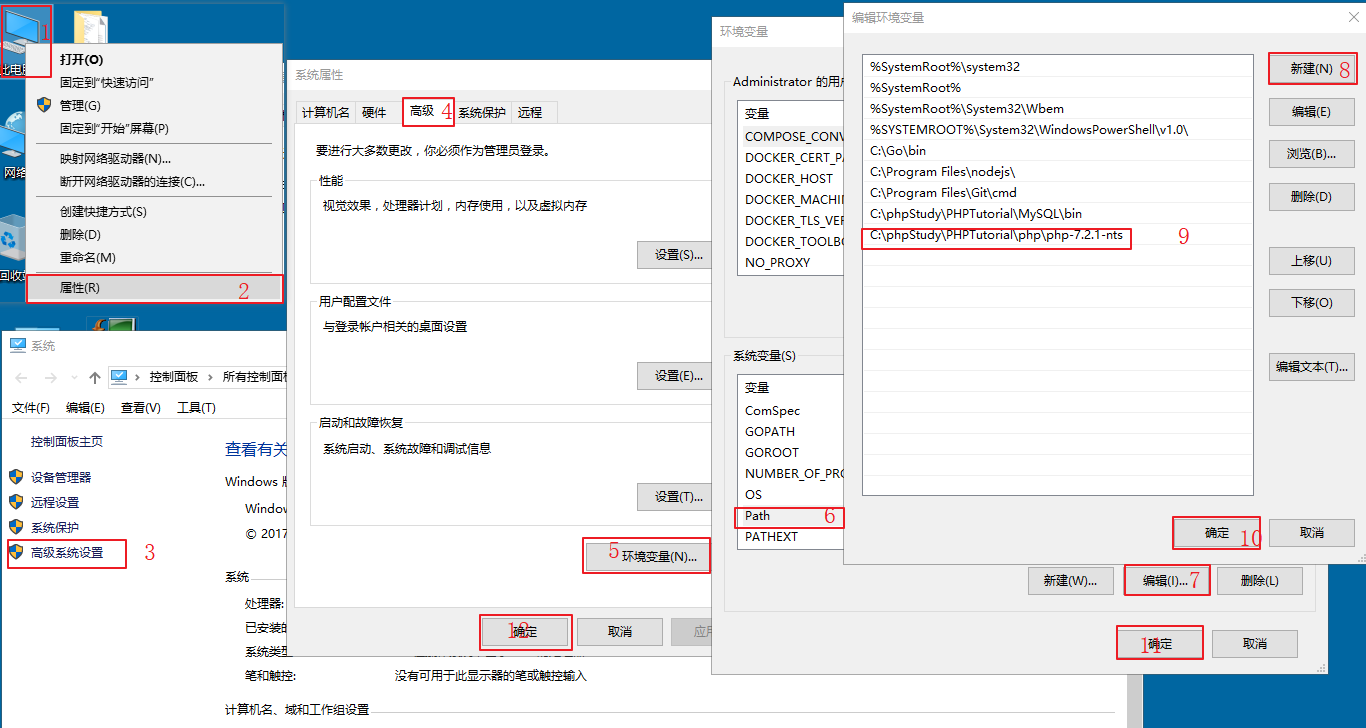 1
此电脑
网络
打开(O)
固定到"快速访问"
管理(G)
固定到"开始"屏幕(P)
映射网络驱动器(N)...
断开网络驱动器的连接(C)...
创建快捷方式(S)
删除(D)
重命名(M)
属性(R) 2
系统
控制面板 所有控制面板
文件(F) 编辑(E) 查看(V) 工具(T)
控制面板主页
设备管理器
远程设置
系统保护
高级系统设置 3
查看有关
Windows
© 2017
系统
处理器:
系统类型
笔和触控: 没有可用于此显示器的笔或触控输入
计算机名、域和工作组设置
系统属性
计算机名 硬件 高级 4 系统保护 远程
要进行大多数更改，你必须作为管理员登录。
性能
视觉效果，处理器计划，内存使用，以及虚拟内存
设置(S)...
用户配置文件
与登录帐户相关的桌面设置
设置(E)...
启动和故障恢复
系统启动、系统故障和调试信息
设置(T)...
5 环境变量(N)...
12 确定 取消
环境变量
Administrator 的用户
变量
COMPOSE_CONV
DOCKER_CERT_PA
DOCKER_HOST
DOCKER_MACHI
DOCKER_TLS_VER
DOCKER_TOOLBO
NO_PROXY
系统变量(S)
变量
ComSpec
GOPATH
GOROOT
NUMBER_OF_PRO
OS
Path 6
PATHEXT
新建(W)... 编辑(I)... 7 删除(L)
11 确定 取消
编辑环境变量
%SystemRoot%\system32
%SystemRoot%
%SystemRoot%\System32\Wbem
%SYSTEMROOT%\System32\WindowsPowerShell\v1.0\
C:\Go\bin
C:\Program Files\nodejs\
C:\Program Files\Git\cmd
C:\phpStudy\PHPTutorial\MySQL\bin
C:\phpStudy\PHPTutorial\php\php-7.2.1-nts 9
新建(N) 8
编辑(E)
浏览(B)...
删除(D)
上移(U)
下移(O)
编辑文本(T)...
确定 10 取消